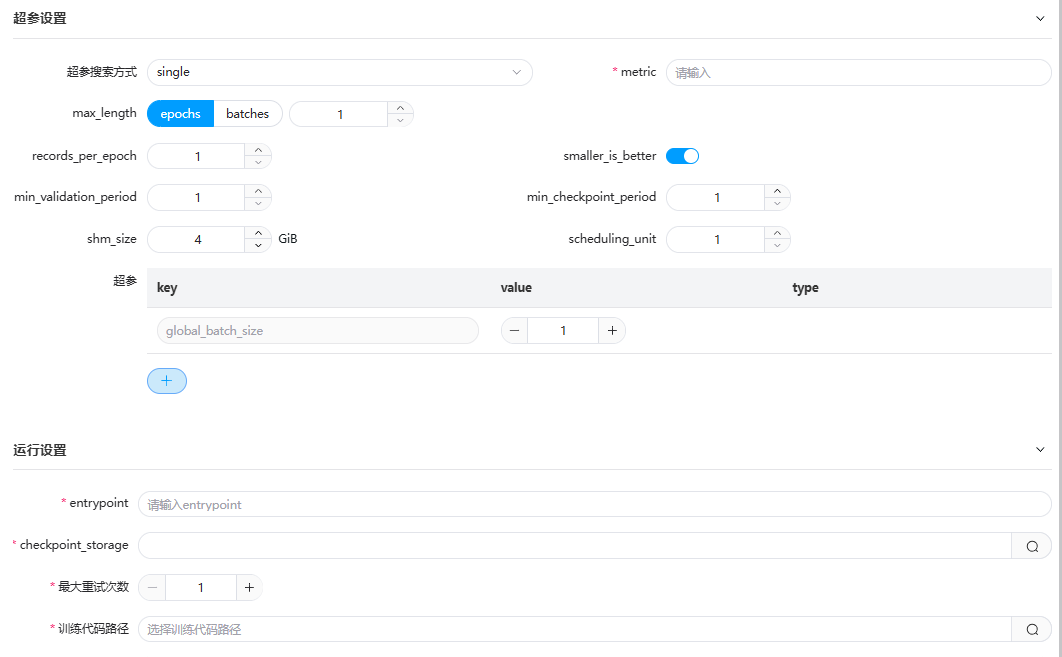 超参设置
超参搜索方式 single * metric 请输入
max_length epochs batches 1
records_per_epoch 1 smaller_is_better
min_validation_period 1 min_checkpoint_period 1
shm_size 4 GiB scheduling_unit 1
超参 key value type
global_batch_size − 1 +
+
运行设置
* entrypoint 请输入entrypoint
* checkpoint_storage
* 最大重试次数 − 1 +
* 训练代码路径 选择训练代码路径